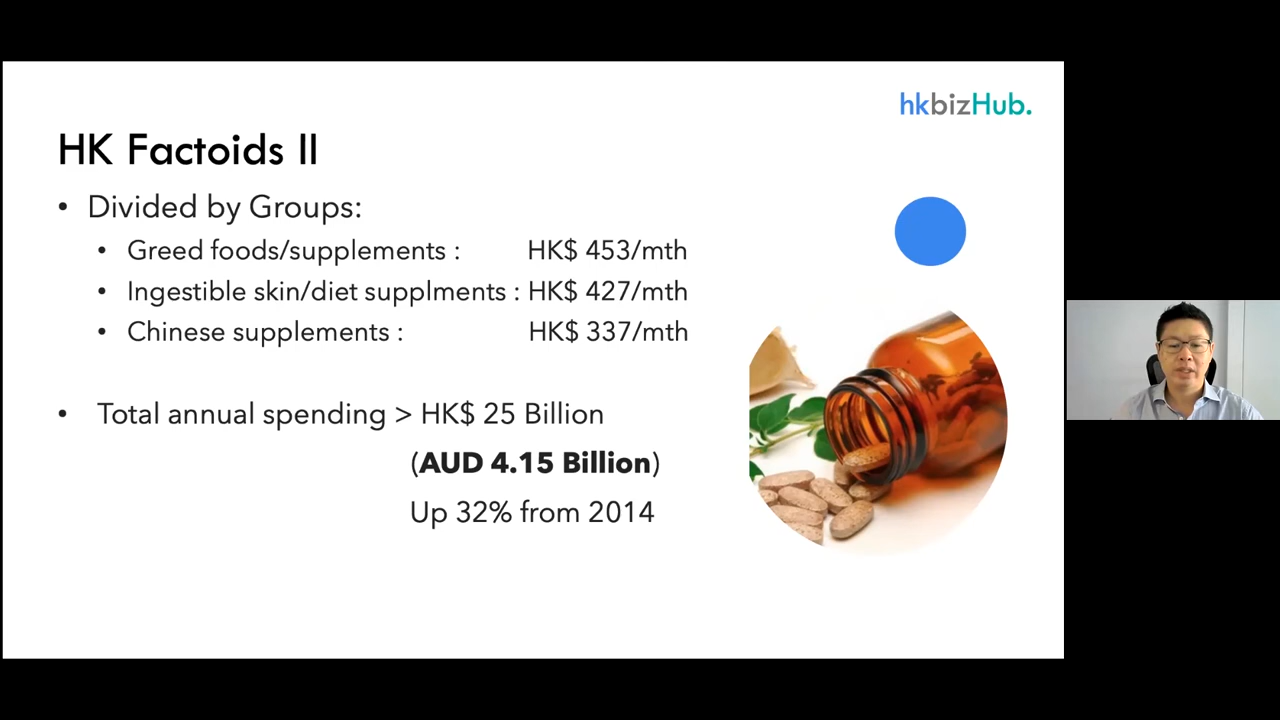 hkbizHub.
HK Factoids II
• Divided by Groups:
• Greed foods/supplements : HK$ 453/mth
• Ingestible skin/diet supplments : HK$ 427/mth
• Chinese supplements : HK$ 337/mth
• Total annual spending > HK$ 25 Billion
(AUD 4.15 Billion)
Up 32% from 2014